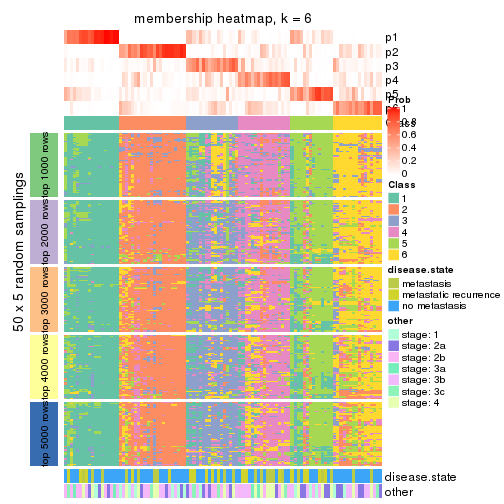 membership heatmap, k = 6
p1
p2
p3
p4
p5
p6
Prob
1
0.8
0.6
0.4
0.2
0
Class
1
2
3
4
5
6
disease.state
metastasis
metastatic recurrence
no metastasis
other
stage: 1
stage: 2a
stage: 2b
stage: 3a
stage: 3b
stage: 3c
stage: 4
50 x 5 random samplings
top 1000 rows
top 2000 rows
top 3000 rows
top 4000 rows
top 5000 rows
disease.state
other